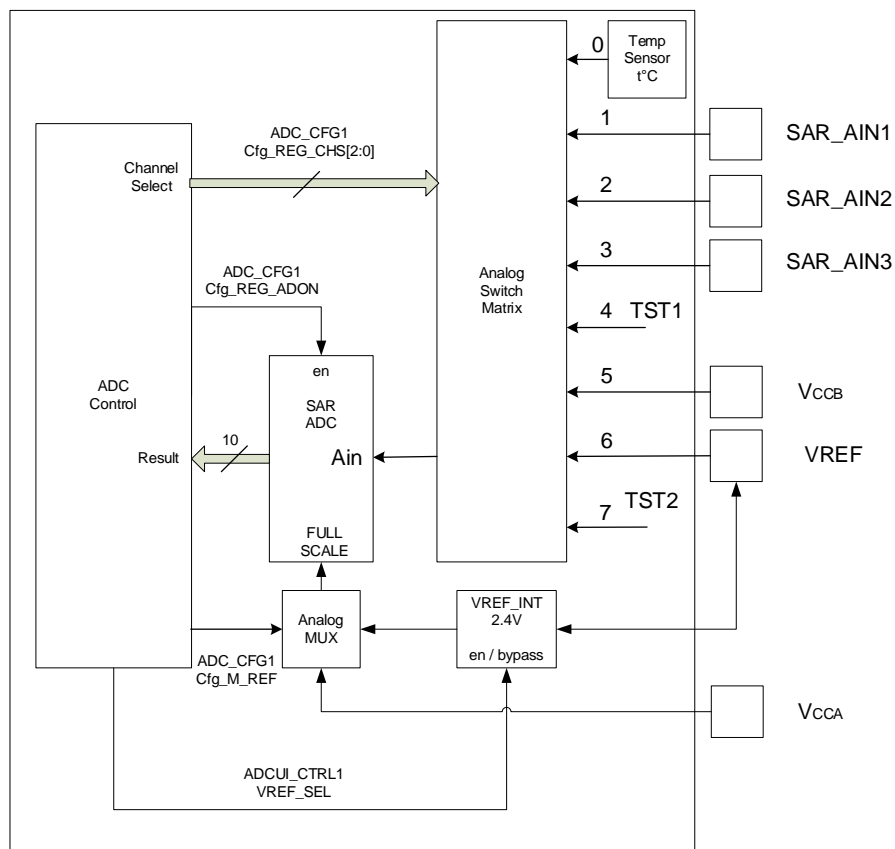 0
Temp
Sensor
t°C
1
SAR_AIN1
ADC_CFG1
Cfg_REG_CHS[2:0]
Channel
Select
2
SAR_AIN2
3
SAR_AIN3
ADC_CFG1
Cfg_REG_ADON
Analog
Switch
Matrix
4
TST1
en
5
VCCB
ADC
Control
SAR
ADC
10
Result
Ain
6
VREF
7
TST2
FULL
SCALE
Analog
MUX
VREF_INT
2.4V
en / bypass
ADC_CFG1
Cfg_M_REF
VCCA
ADCUI_CTRL1
VREF_SEL